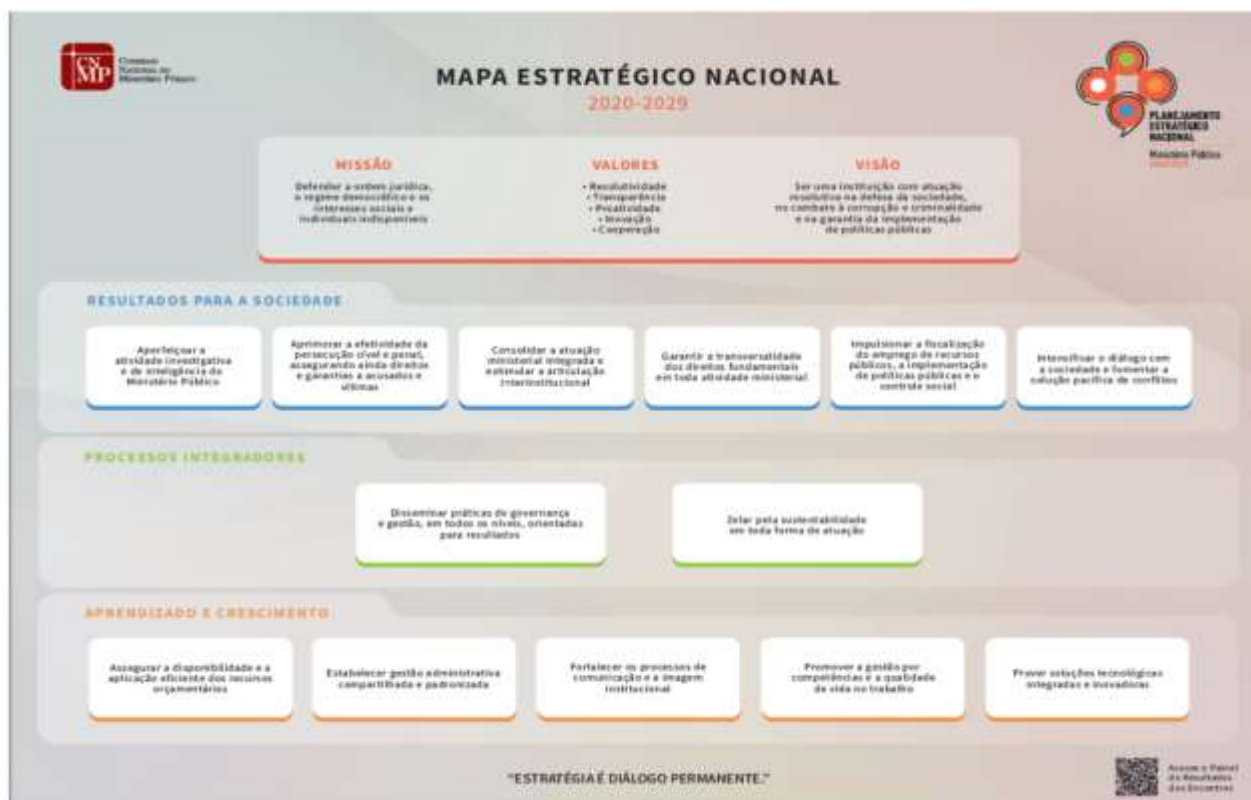 CN
MP
Conselho
Nacional do
Ministério Público
MAPA ESTRATÉGICO NACIONAL
2020-2029
PLANEJAMENTO
ESTRATÉGICO
NACIONAL
Ministério Público
MISSÃO
Defender a ordem jurídica,
o regime democrático e os
interesses sociais e
individuais indisponíveis
VALORES
• Resolutividade
• Transparência
• Proatividade
• Inovação
• Cooperação
VISÃO
Ser uma instituição com atuação
resolutiva na defesa da sociedade,
no combate à corrupção e criminalidade
e na garantia da implementação
de políticas públicas
RESULTADOS PARA A SOCIEDADE
Aperfeiçoar a
atividade investigativa
e de inteligência do
Ministério Público
Aprimorar a efetividade da
persecução cível e penal,
assegurando ainda direitos
e garantias a acusados e
vítimas
Consolidar a atuação
ministerial integrada e
estimular a articulação
interinstitucional
Garantir a transversalidade
dos direitos fundamentais
em toda atividade ministerial
Impulsionar a fiscalização
do emprego de recursos
públicos, a implementação
de políticas públicas e o
controle social
Intensificar o diálogo com
a sociedade e fomentar a
solução pacífica de conflitos
PROCESSOS INTEGRADORES
Disseminar práticas de governança
e gestão, em todos os níveis, orientadas
para resultados
Zelar pela sustentabilidade
em toda forma de atuação
APRENDIZADO E CRESCIMENTO
Assegurar a disponibilidade e a
aplicação eficiente dos recursos
orçamentários
Estabelecer gestão administrativa
compartilhada e padronizada
Fortalecer os processos de
comunicação e a imagem
institucional
Promover a gestão por
competências e a qualidade
de vida no trabalho
Prover soluções tecnológicas
integradas e inovadoras
"ESTRATÉGIA É DIÁLOGO PERMANENTE."
Acesse o Painel
de Resultados
dos Encontros